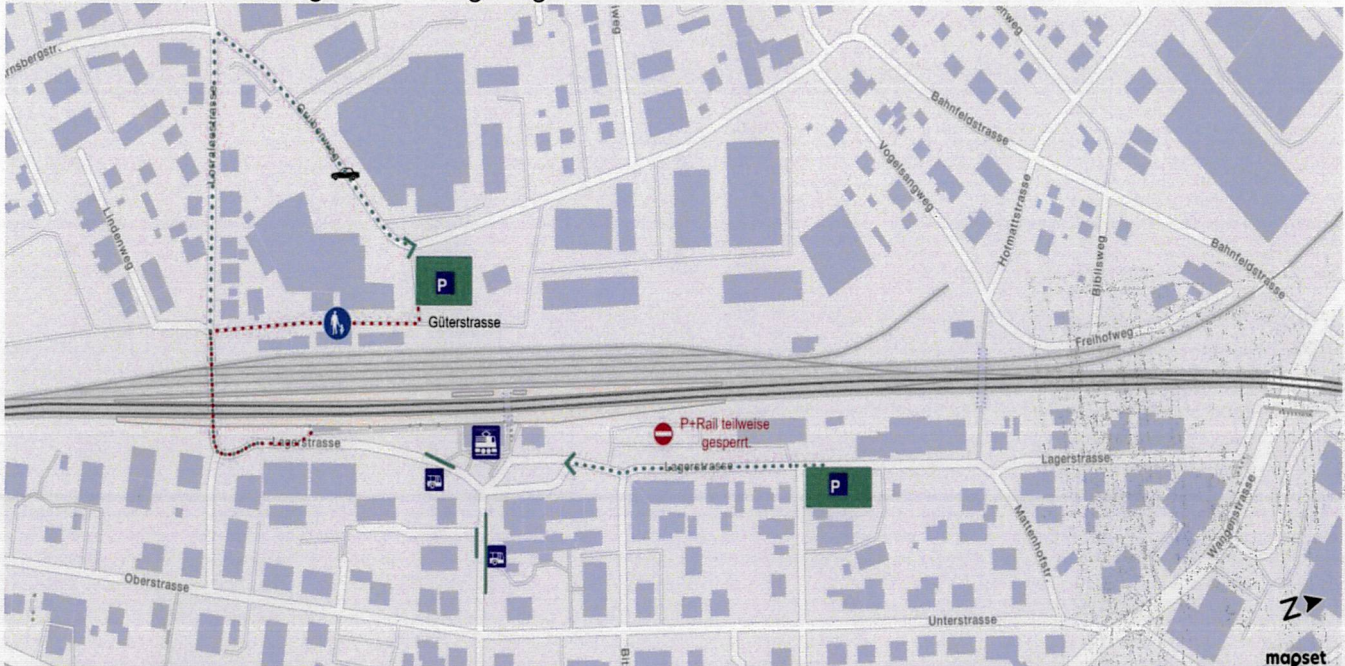 Lindenweg
Bahnfeldstrasse
Vogelsangweg
Hofmattstrasse
Biblisweg
Bahnfeldstrasse
P
Güterstrasse
Freihofweg
P+Rail teilweise
gesperrt.
Lagerstrasse
Lagerstrasse
Lagerstrasse
P
Mattenhofstr.
Wangenstrasse
Oberstrasse
Unterstrasse
Z
mapset